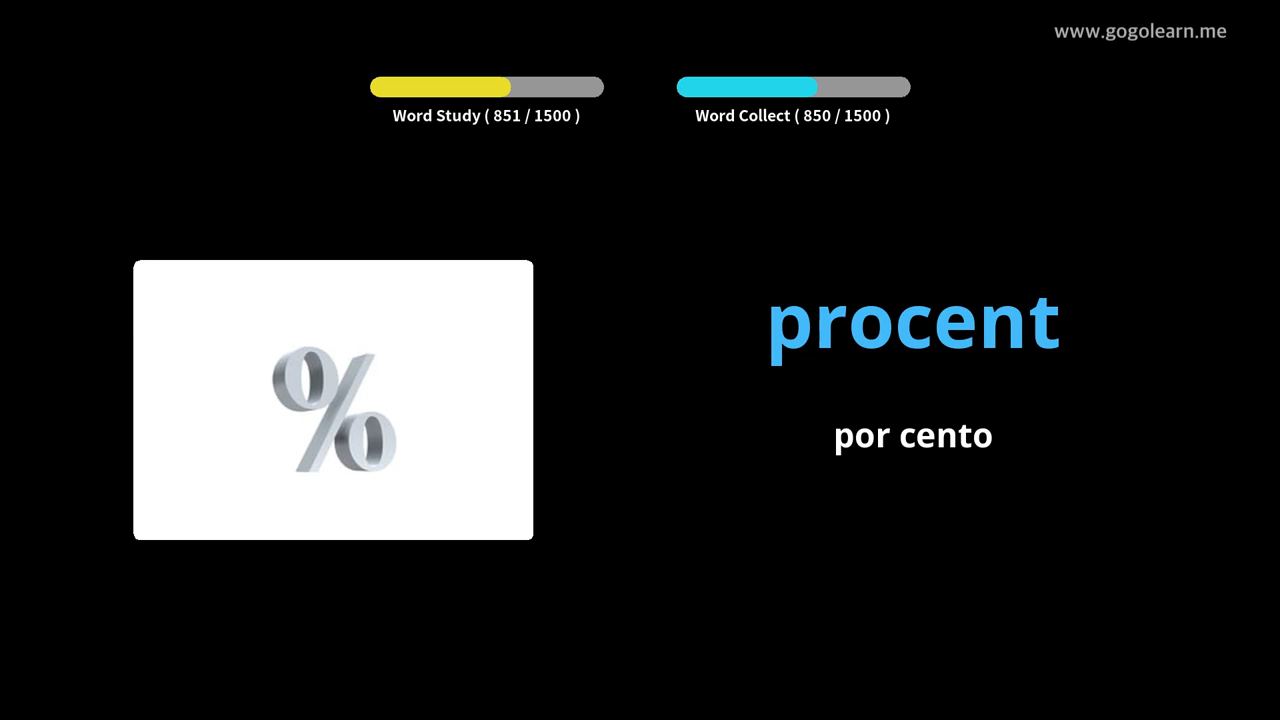 www.gogolearn.me
Word Study ( 851 / 1500 )
Word Collect ( 850 / 1500 )
%
procent
por cento